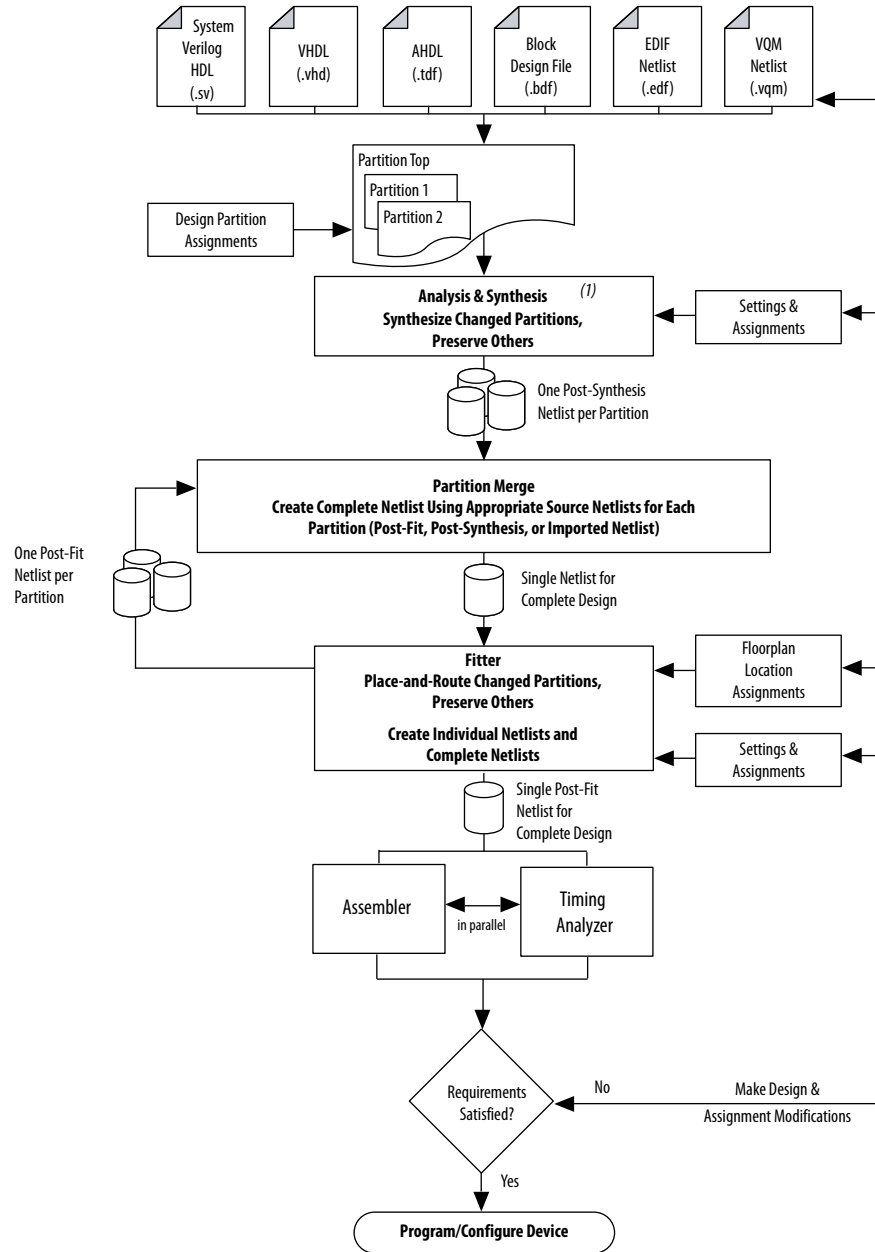 System
Verilog
HDL
(.sv)
VHDL
(.vhd)
AHDL
(.tdf)
Block
Design File
(.bdf)
EDIF
Netlist
(.edf)
VQM
Netlist
(.vqm)
Partition Top
Partition 1
Partition 2
Design Partition
Assignments
Analysis & Synthesis (1)
Synthesize Changed Partitions,
Preserve Others
Settings &
Assignments
One Post-Synthesis
Netlist per Partition
Partition Merge
Create Complete Netlist Using Appropriate Source Netlists for Each
Partition (Post-Fit, Post-Synthesis, or Imported Netlist)
One Post-Fit
Netlist per
Partition
Single Netlist for
Complete Design
Fitter
Place-and-Route Changed Partitions,
Preserve Others
Create Individual Netlists and
Complete Netlists
Floorplan
Location
Assignments
Settings &
Assignments
Single Post-Fit
Netlist for
Complete Design
Assembler
in parallel
Timing
Analyzer
Requirements
Satisfied?
No
Make Design &
Assignment Modifications
Yes
Program/Configure Device